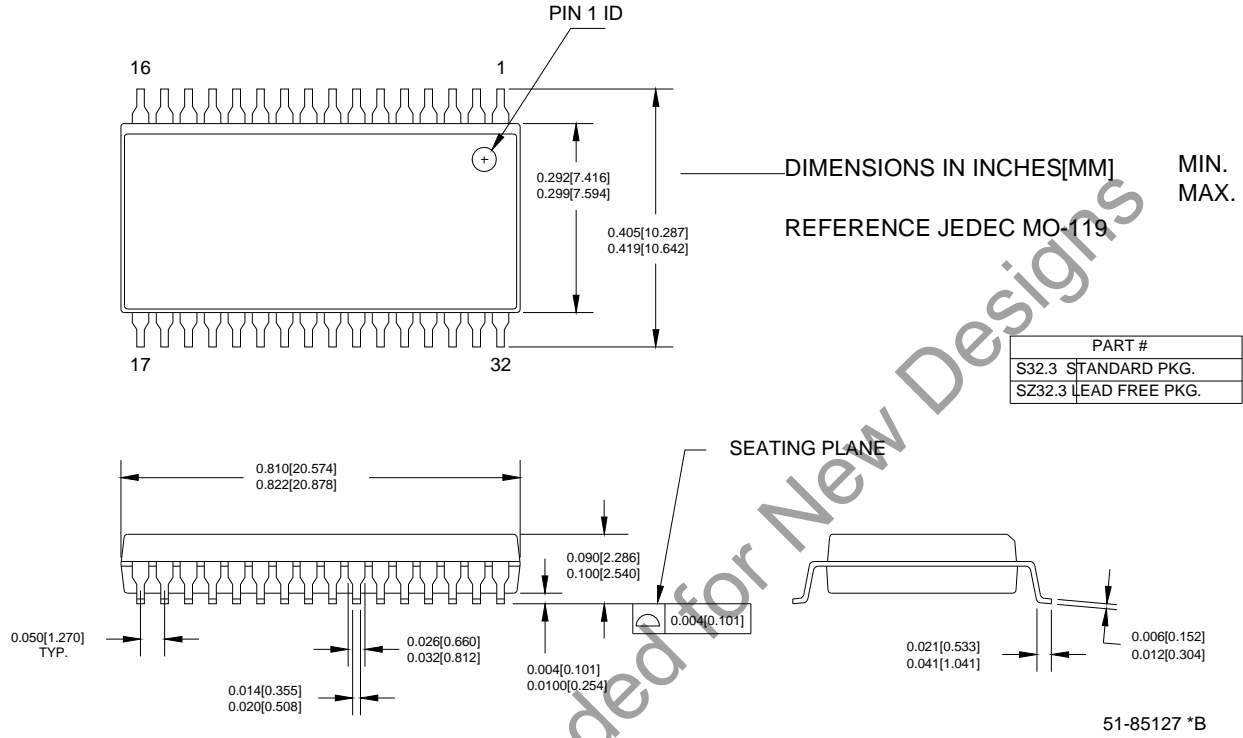 PIN 1 ID
16 1
0.292[7.416]
0.299[7.594]
0.405[10.287]
0.419[10.642]
DIMENSIONS IN INCHES[MM] MIN.
MAX.
REFERENCE JEDEC MO-119
17 32
PART #
S32.3 STANDARD PKG.
SZ32.3 LEAD FREE PKG.
SEATING PLANE
0.810[20.574]
0.822[20.878]
0.090[2.286]
0.100[2.540]
0.004[0.101]
0.050[1.270]
TYP.
0.026[0.660]
0.032[0.812]
0.014[0.355]
0.020[0.508]
0.004[0.101]
0.0100[0.254]
0.021[0.533]
0.041[1.041]
0.006[0.152]
0.012[0.304]
51-85127 *B
ded for New Designs